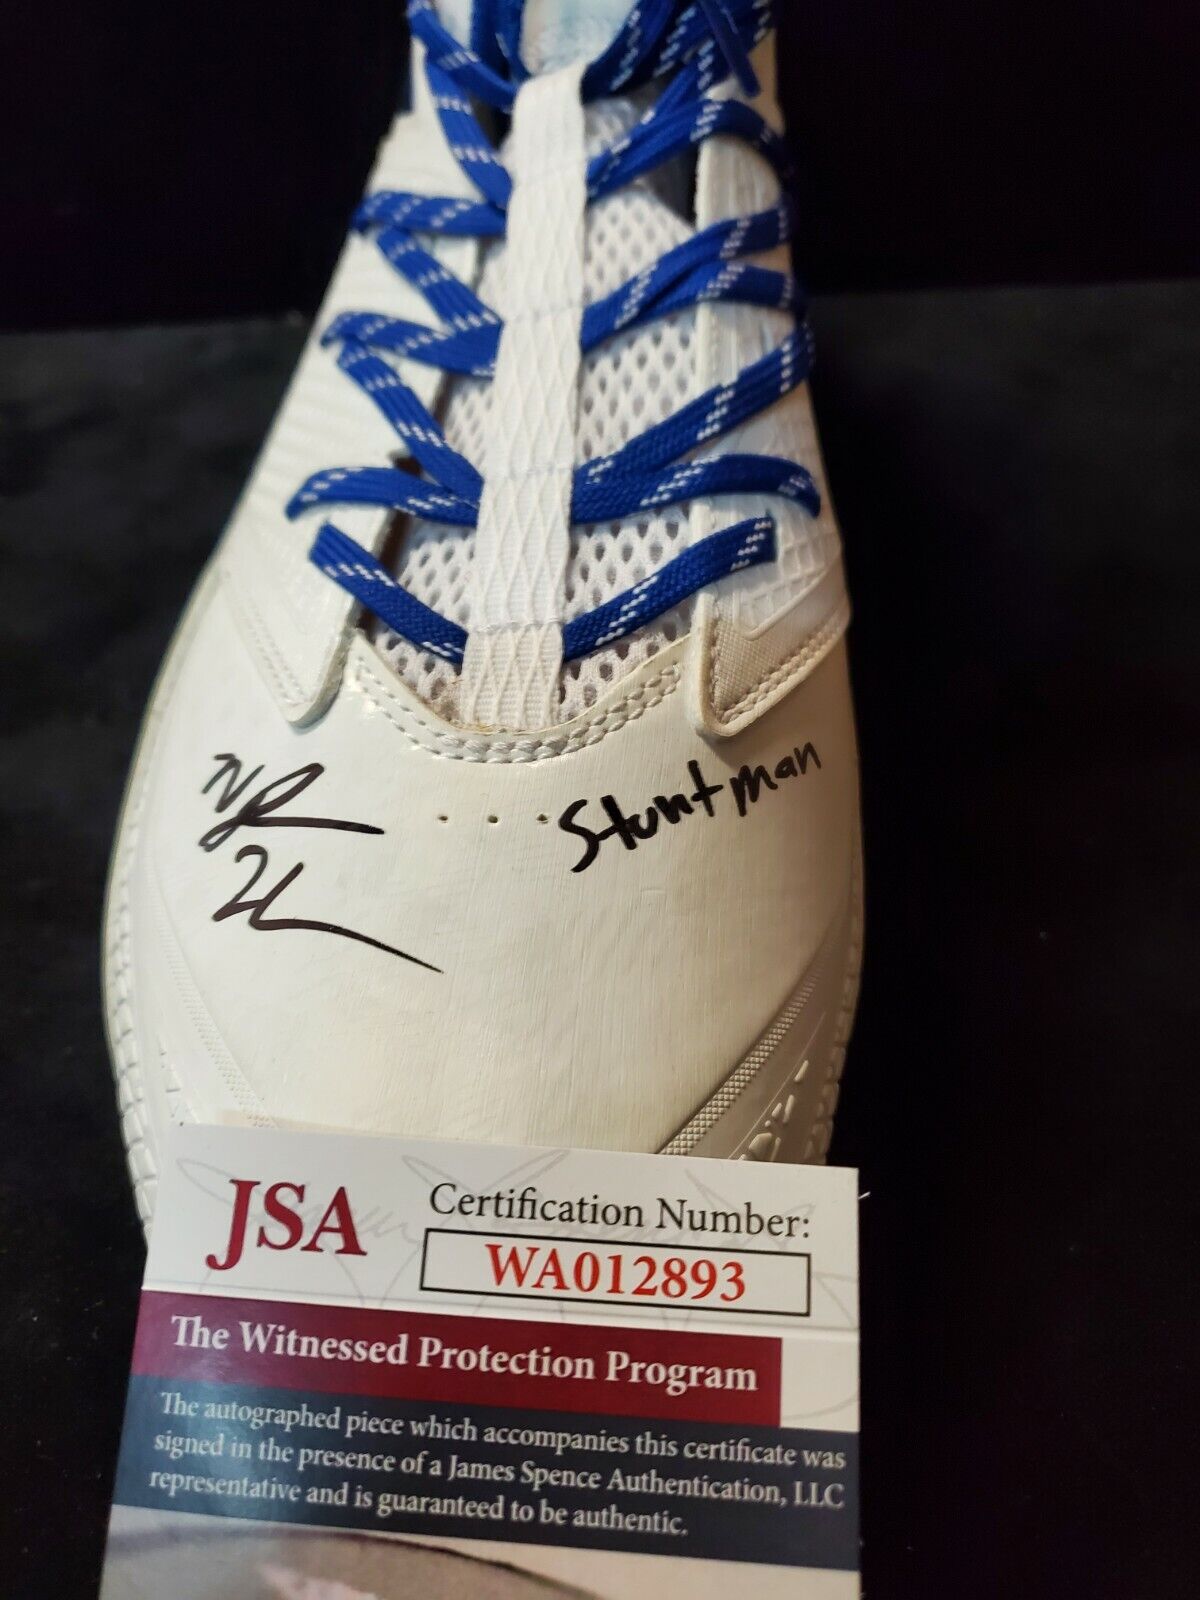 Stuntman
JSA
Certification Number:
WA012893
The Witnessed Protection Program
The autographed piece which accompanies this certificate was
signed in the presence of a James Spence Authentication, LLC
representative and is guaranteed to be authentic.